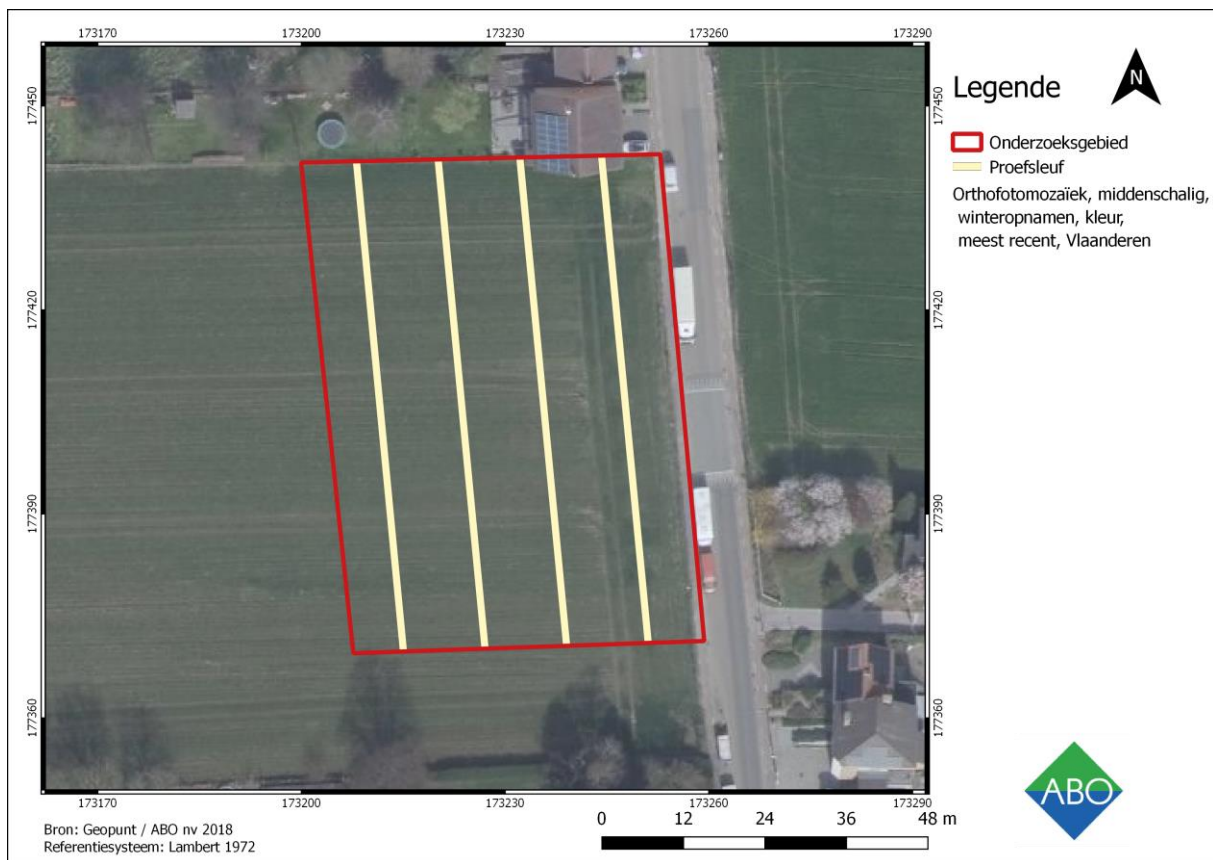 173170
173200
173230
173260
173290
177450
177420
177390
177360
177450
177420
177390
177360
173170
173200
173230
173260
173290
Legende
N
Onderzoeksgebied
Proefsleuf
Orthofotomozaïek, middenschalig,
winteropnamen, kleur,
meest recent, Vlaanderen
ABO
Bron: Geopunt / ABO nv 2018
Referentiesysteem: Lambert 1972
0 12 24 36 48 m